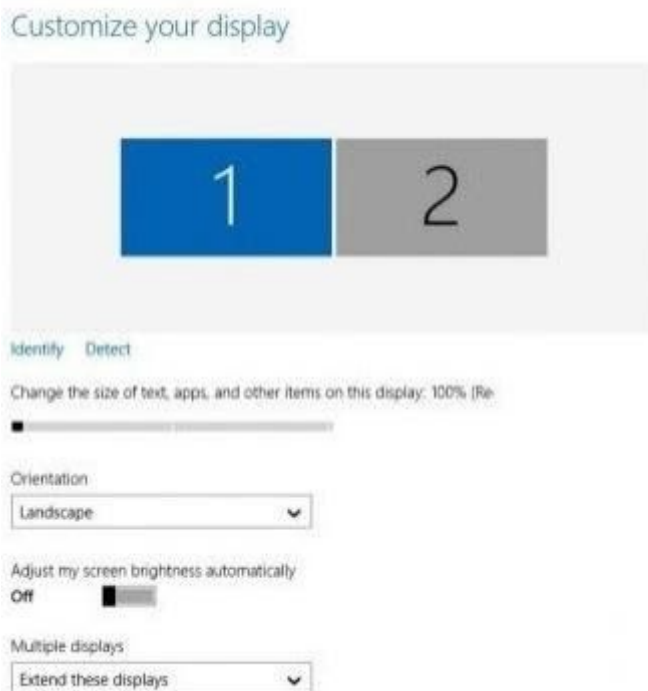 Customize your display
1 2
Identify Detect
Change the size of text, apps, and other items on this display: 100% (Re
Orientation
Landscape
Adjust my screen brightness automatically
Off
Multiple displays
Extend these displays